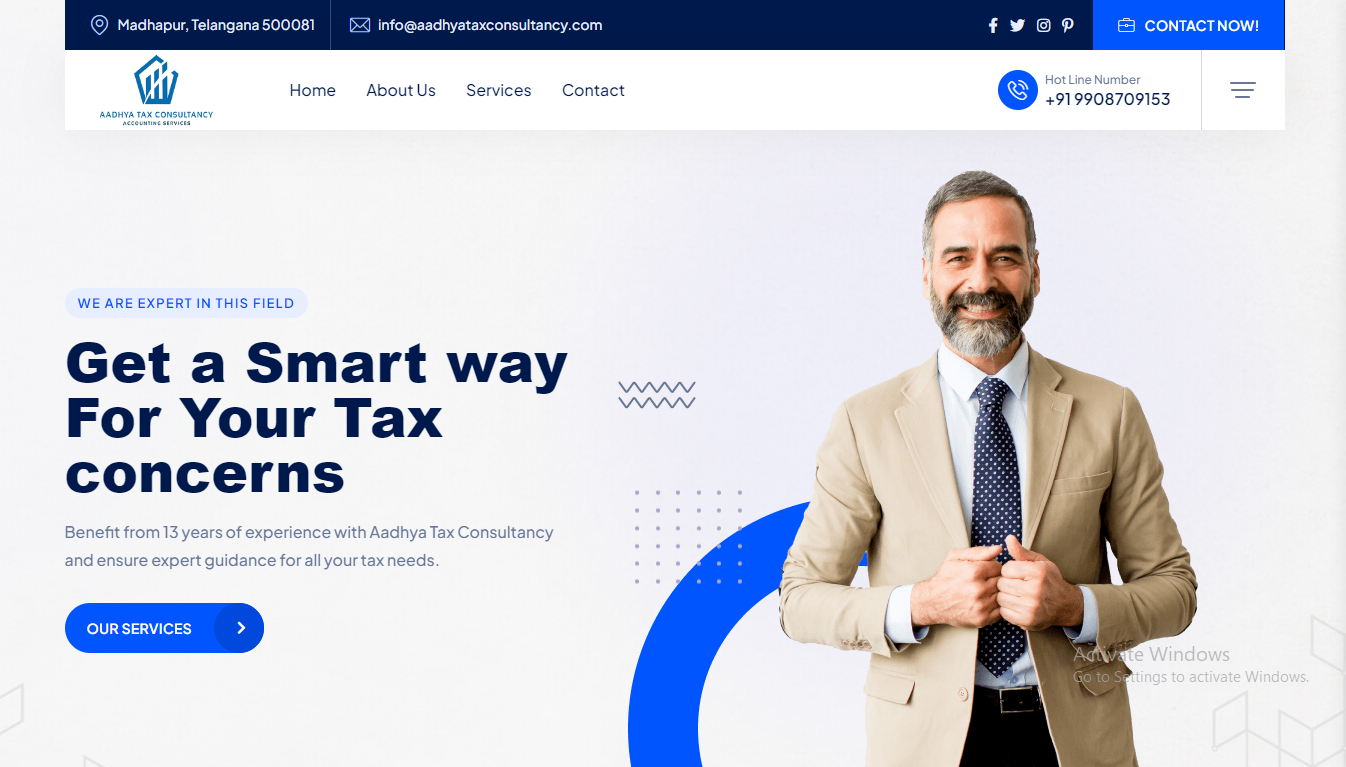 Madhapur, Telangana 500081
info@aadhyataxconsultancy.com
CONTACT NOW!
AADHYA TAX CONSULTANCY
ACCOUNTING SERVICES
Home
About Us
Services
Contact
Hot Line Number
+91 9908709153
WE ARE EXPERT IN THIS FIELD
Get a Smart way
For Your Tax
concerns
Benefit from 13 years of experience with Aadhya Tax Consultancy
and ensure expert guidance for all your tax needs.
OUR SERVICES
Activate Windows
Go to Settings to activate Windows.